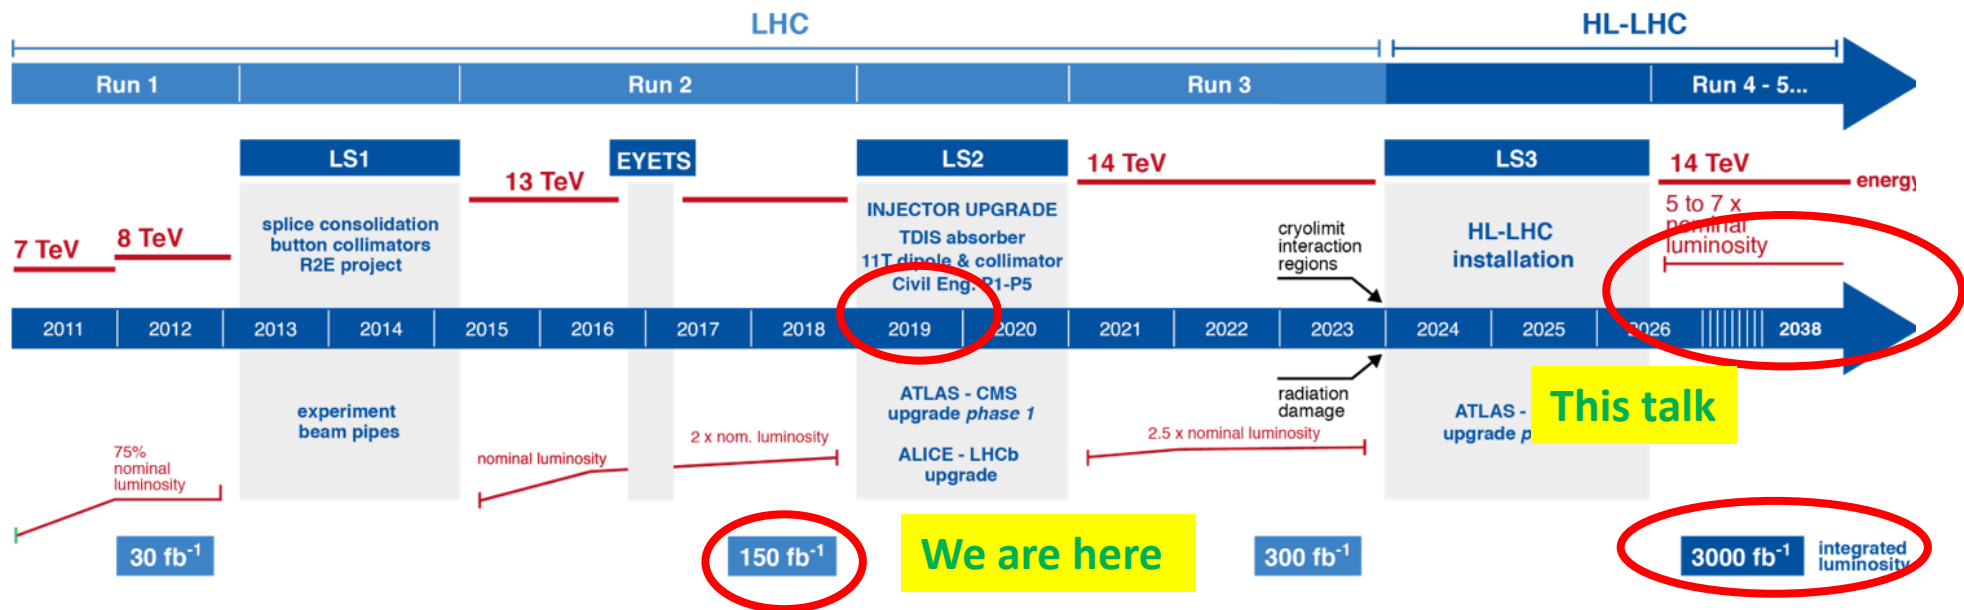 LHC
HL-LHC
Run 1
Run 2
Run 3
Run 4 - 5...
LS1
EYETS
LS2
LS3
7 TeV
8 TeV
13 TeV
14 TeV
14 TeV
energy
splice consolidation
button collimators
R2E project
INJECTOR UPGRADE
TDIS absorber
11T dipole & collimator
Civil Eng. P1-P5
cryolimit
interaction
regions
HL-LHC
installation
5 to 7 x
nominal
luminosity
2011
2012
2013
2014
2015
2016
2017
2018
2019
2020
2021
2022
2023
2024
2025
2026
2038
experiment
beam pipes
ATLAS - CMS
upgrade phase 1
ALICE - LHCb
upgrade
radiation
damage
ATLAS -
upgrade
This talk
75%
nominal
luminosity
nominal luminosity
2 x nom. luminosity
2.5 x nominal luminosity
30 fb⁻¹
150 fb⁻¹
We are here
300 fb⁻¹
3000 fb⁻¹
integrated
luminosity